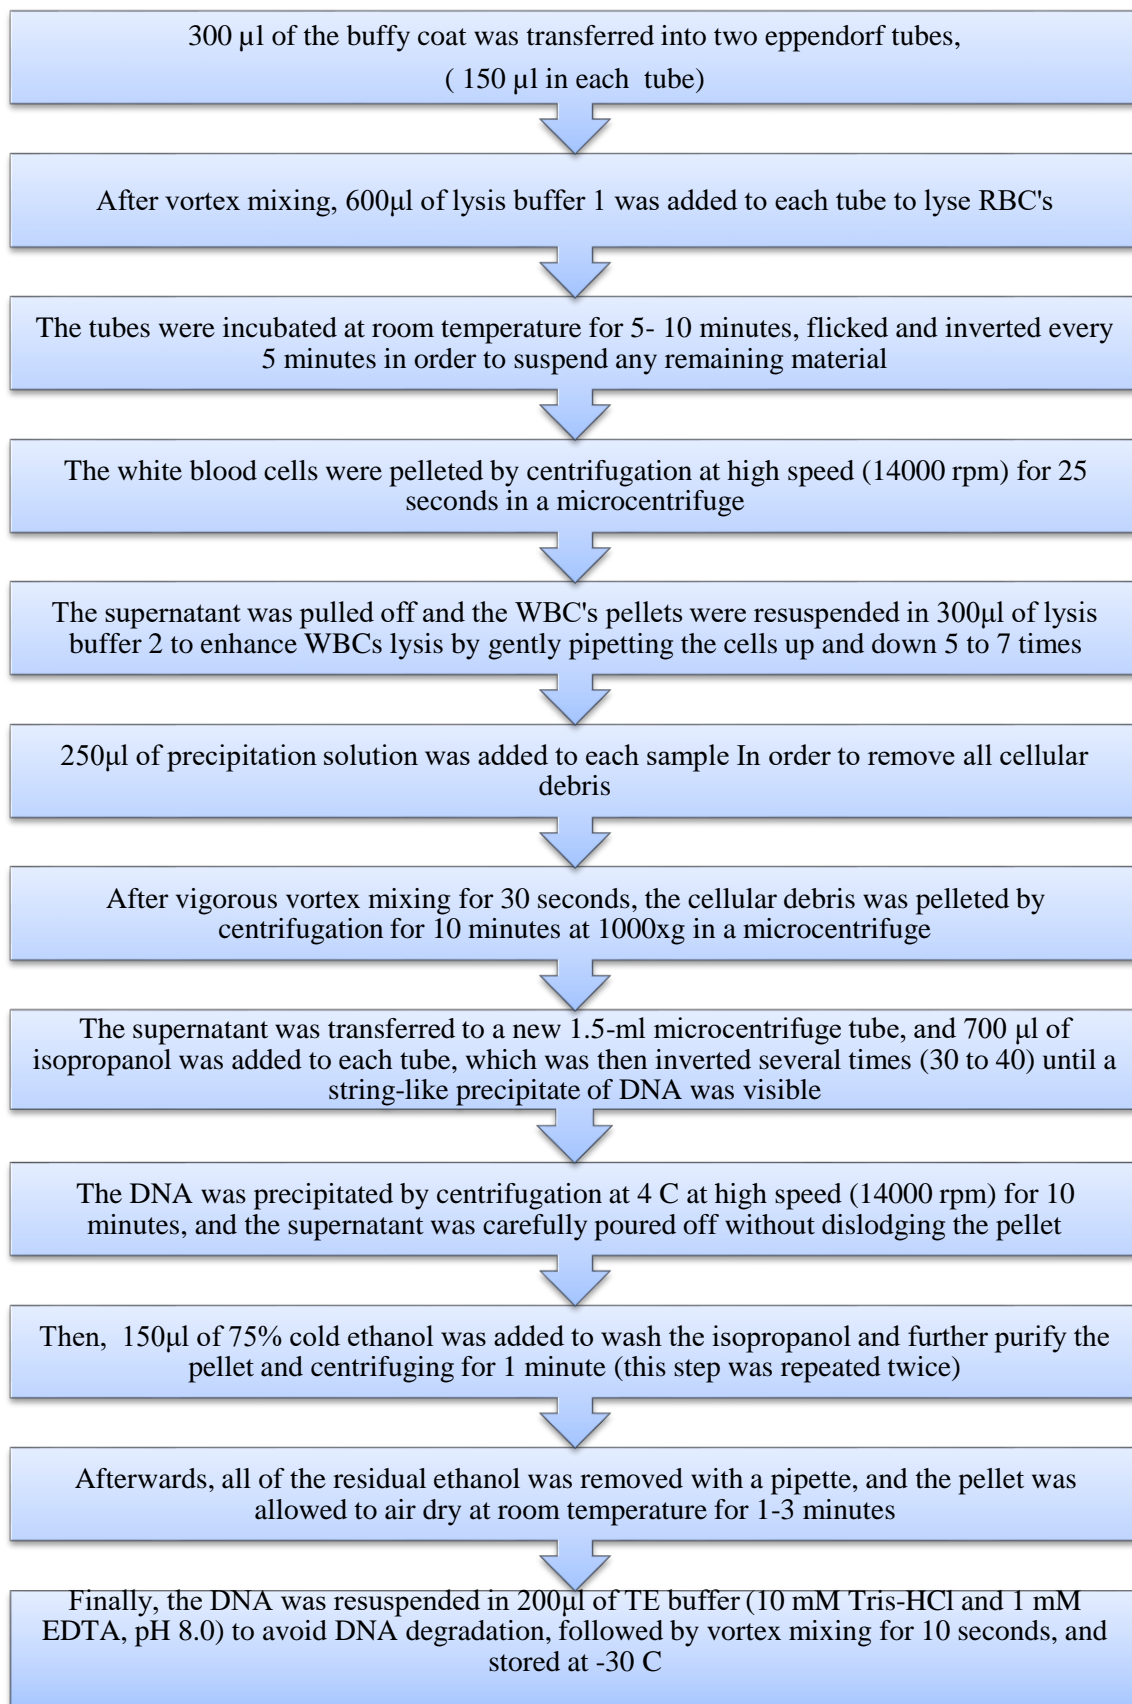 300 µl of the buffy coat was transferred into two eppendorf tubes,
( 150 µl in each  tube)
After vortex mixing, 600µl of lysis buffer 1 was added to each tube to lyse RBC's
The tubes were incubated at room temperature for 5- 10 minutes, flicked and inverted every
5 minutes in order to suspend any remaining material
The white blood cells were pelleted by centrifugation at high speed (14000 rpm) for 25
seconds in a microcentrifuge
The supernatant was pulled off and the WBC's pellets were resuspended in 300µl of lysis
buffer 2 to enhance WBCs lysis by gently pipetting the cells up and down 5 to 7 times
250µl of precipitation solution was added to each sample In order to remove all cellular
debris
After vigorous vortex mixing for 30 seconds, the cellular debris was pelleted by
centrifugation for 10 minutes at 1000xg in a microcentrifuge
The supernatant was transferred to a new 1.5-ml microcentrifuge tube, and 700 µl of
isopropanol was added to each tube, which was then inverted several times (30 to 40) until a
string-like precipitate of DNA was visible
The DNA was precipitated by centrifugation at 4 C at high speed (14000 rpm) for 10
minutes, and the supernatant was carefully poured off without dislodging the pellet
Then,  150µl of 75% cold ethanol was added to wash the isopropanol and further purify the
pellet and centrifuging for 1 minute (this step was repeated twice)
Afterwards, all of the residual ethanol was removed with a pipette, and the pellet was
allowed to air dry at room temperature for 1-3 minutes
Finally, the DNA was resuspended in 200µl of TE buffer (10 mM Tris-HCl and 1 mM
EDTA, pH 8.0) to avoid DNA degradation, followed by vortex mixing for 10 seconds, and
stored at -30 C